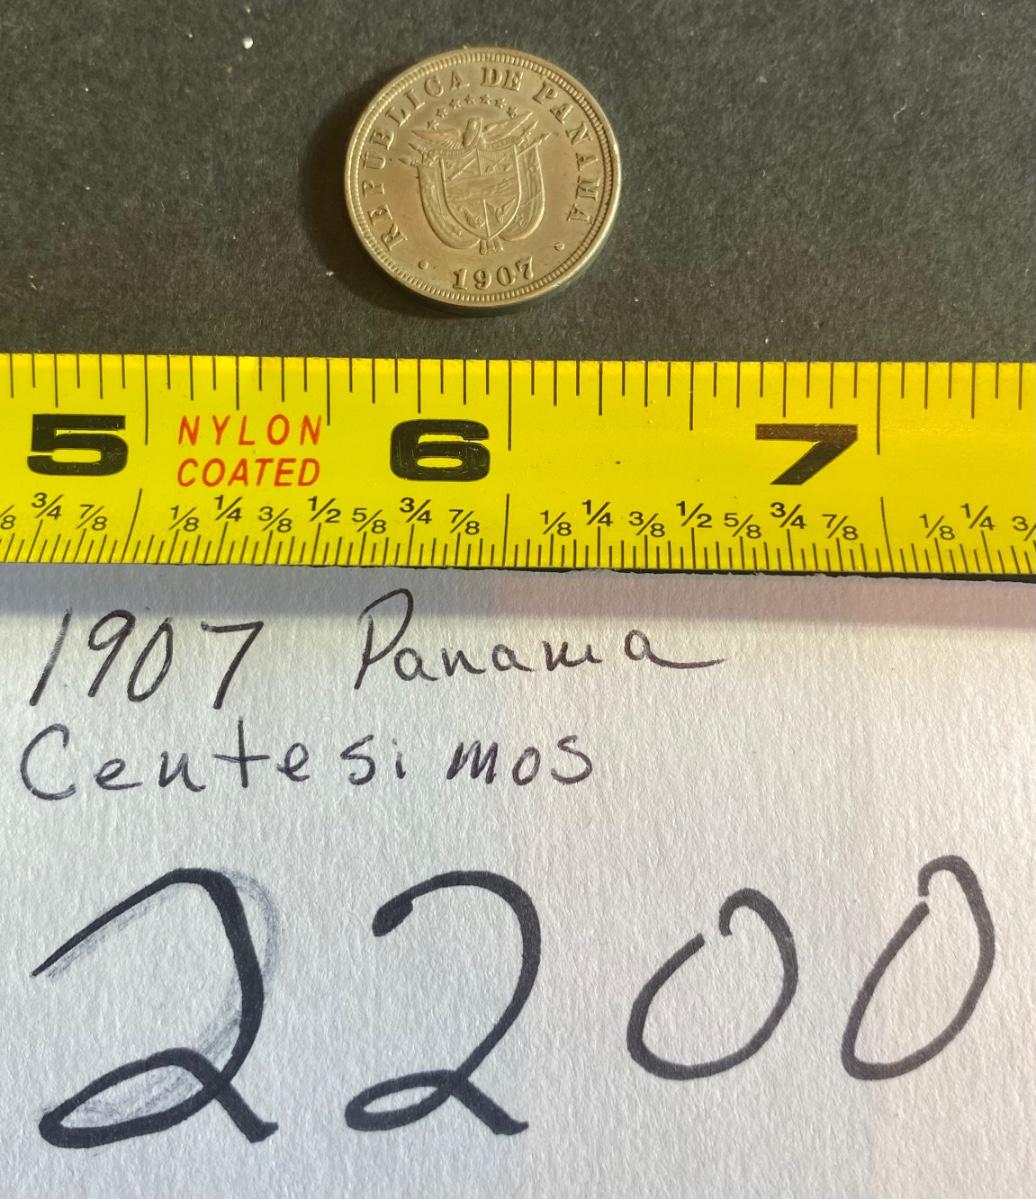 REPUBLICA DE PANAMA
• 1907 •
5 6 7
NYLON
COATED
/8 3/4 7/8 1/8 1/4 3/8 1/2 5/8 3/4 7/8 1/8 1/4 3/8 1/2 5/8 3/4 7/8 1/8 1/4 3/
1907 Panama
Centesimos
2200